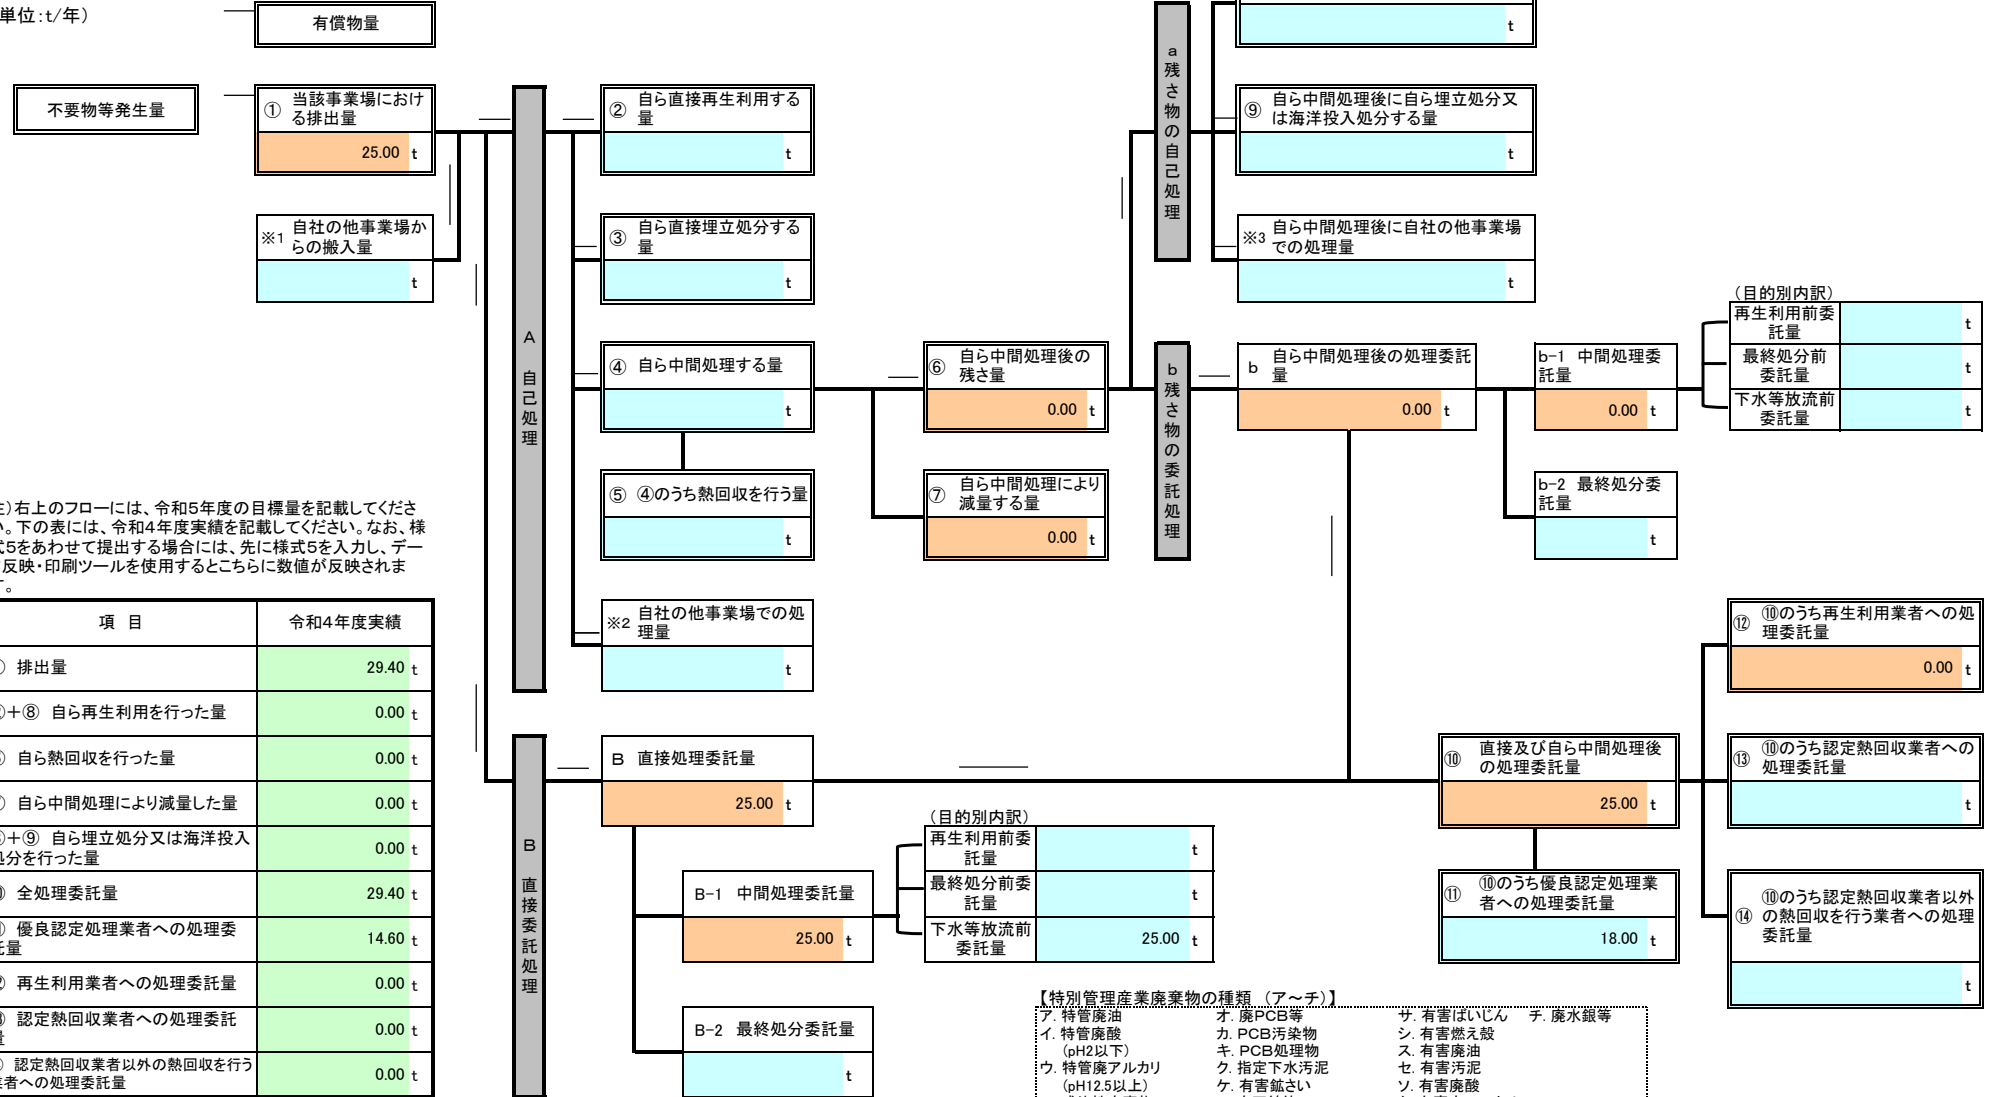 単位:t/年)
有償物量
不要物等発生量
① 当該事業場におけ
る排出量
25.00 t
※1 自社の他事業場か
らの搬入量
t
A 自己処理
② 自ら直接再生利用する
量
t
③ 自ら直接埋立処分する
量
t
④ 自ら中間処理する量
t
⑤ ④のうち熱回収を行う量
t
※2 自社の他事業場での処
理量
t
⑥ 自ら中間処理後の
残さ量
0.00 t
⑦ 自ら中間処理により
減量する量
0.00 t
a 残さ物の自己処理
t
⑨ 自ら中間処理後に自ら埋立処分又
は海洋投入処分する量
t
※3 自ら中間処理後に自社の他事業場
での処理量
t
b 残さ物の委託処理
b 自ら中間処理後の処理委託
量
0.00 t
b-1 中間処理委
託量
0.00 t
b-2 最終処分委
託量
t
(目的別内訳)
再生利用前委
託量
t
最終処分前
委託量
t
下水等放流前
委託量
t
)右上のフローには、令和5年度の目標量を記載してくださ
。下の表には、令和4年度実績を記載してください。なお、様
5をあわせて提出する場合には、先に様式5を入力し、デー
反映・印刷ツールを使用するとこちらに数値が反映されま
。
項 目 令和4年度実績
排出量 29.40 t
+⑧ 自ら再生利用を行った量 0.00 t
自ら熱回収を行った量 0.00 t
自ら中間処理により減量した量 0.00 t
+⑨ 自ら埋立処分又は海洋投入
処分を行った量 0.00 t
全処理委託量 29.40 t
優良認定処理業者への処理委
託量 14.60 t
再生利用業者への処理委託量 0.00 t
認定熱回収業者への処理委託
量 0.00 t
認定熱回収業者以外の熱回収を行う
業者への処理委託量 0.00 t
B 直接委託処理
B 直接処理委託量
25.00 t
B-1 中間処理委託量
25.00 t
B-2 最終処分委託量
t
(目的別内訳)
再生利用前委
託量
t
最終処分前委
託量
t
下水等放流前
委託量
25.00 t
⑩ 直接及び自ら中間処理後
の処理委託量
25.00 t
⑪ ⑩のうち優良認定処理業
者への処理委託量
18.00 t
⑫ ⑩のうち再生利用業者への処
理委託量
0.00 t
⑬ ⑩のうち認定熱回収業者への
処理委託量
t
⑭ ⑩のうち認定熱回収業者以外
の熱回収を行う業者への処理
委託量
t
【特別管理産業廃棄物の種類 (ア~チ)】
ア. 特管廃油 オ. 廃PCB等 サ. 有害ばいじん チ. 廃水銀等
イ. 特管廃酸 カ. PCB汚染物 シ. 有害燃え殻
(pH2以下) キ. PCB処理物 ス. 有害廃油
ウ. 特管廃アルカリ ク. 指定下水汚泥 セ. 有害汚泥
(pH12.5以上) ケ. 有害鉱さい ソ. 有害廃酸